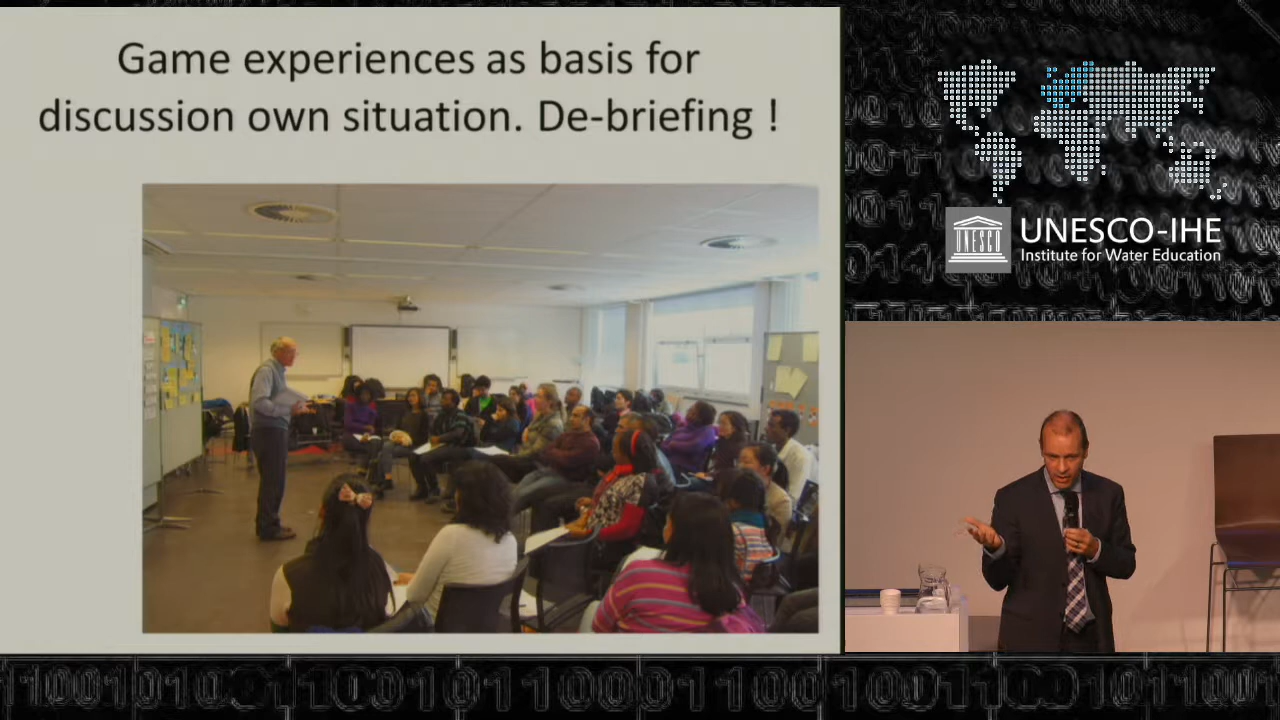 Game experiences as basis for
discussion own situation. De-briefing !
UNESCO
UNESCO-IHE
Institute for Water Education